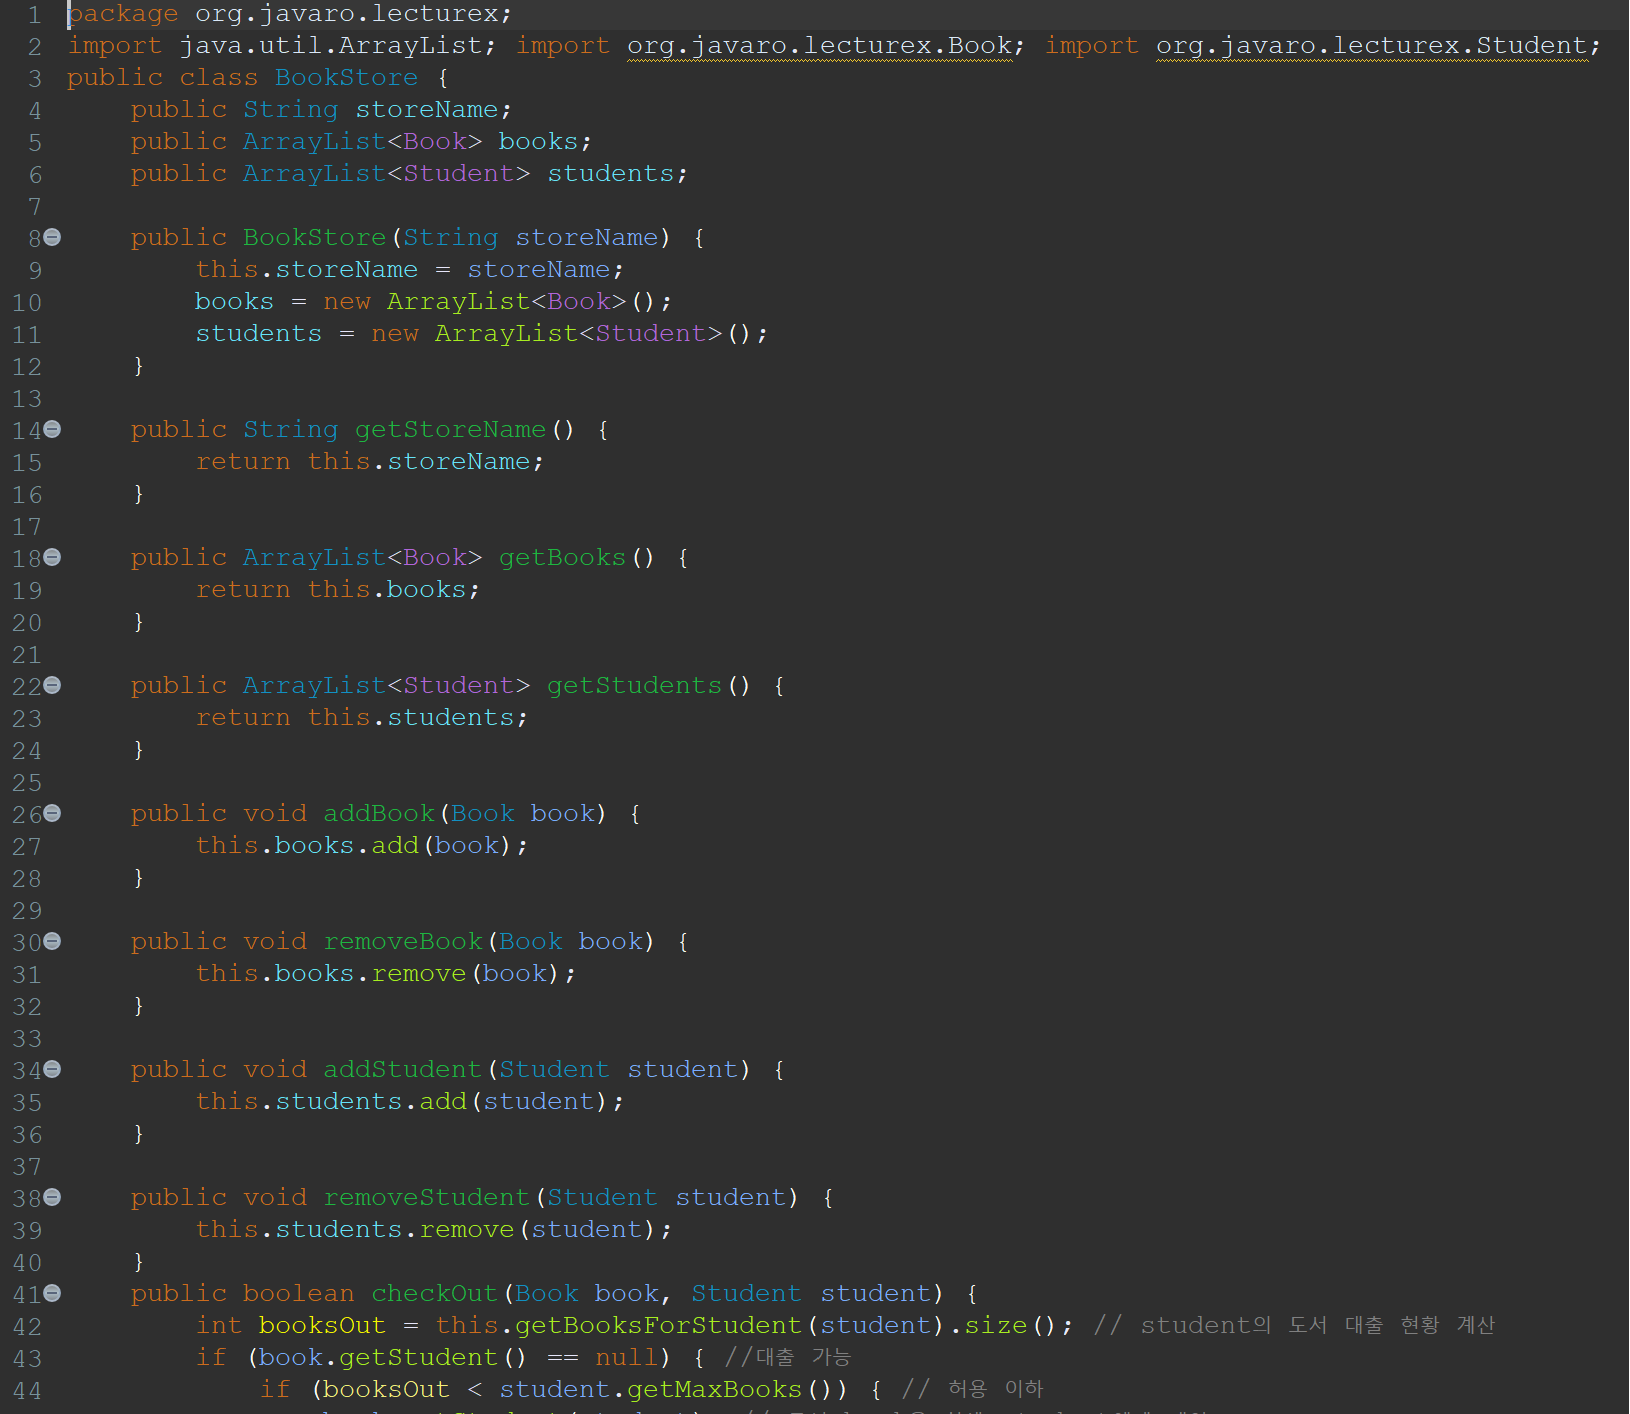 1 package org.javaro.lecturex;
2 import java.util.ArrayList; import org.javaro.lecturex.Book; import org.javaro.lecturex.Student;
3 public class BookStore {
4 public String storeName;
5 public ArrayList<Book> books;
6 public ArrayList<Student> students;
7
8 public BookStore(String storeName) {
9 this.storeName = storeName;
10 books = new ArrayList<Book>();
11 students = new ArrayList<Student>();
12 }
13
14 public String getStoreName() {
15 return this.storeName;
16 }
17
18 public ArrayList<Book> getBooks() {
19 return this.books;
20 }
21
22 public ArrayList<Student> getStudents() {
23 return this.students;
24 }
25
26 public void addBook(Book book) {
27 this.books.add(book);
28 }
29
30 public void removeBook(Book book) {
31 this.books.remove(book);
32 }
33
34 public void addStudent(Student student) {
35 this.students.add(student);
36 }
37
38 public void removeStudent(Student student) {
39 this.students.remove(student);
40 }
41 public boolean checkOut(Book book, Student student) {
42 int booksOut = this.getBooksForStudent(student).size(); // student의 도서 대출 현황 계산
43 if (book.getStudent() == null) { //대출 가능
44 if (booksOut < student.getMaxBooks()) { // 허용 이하